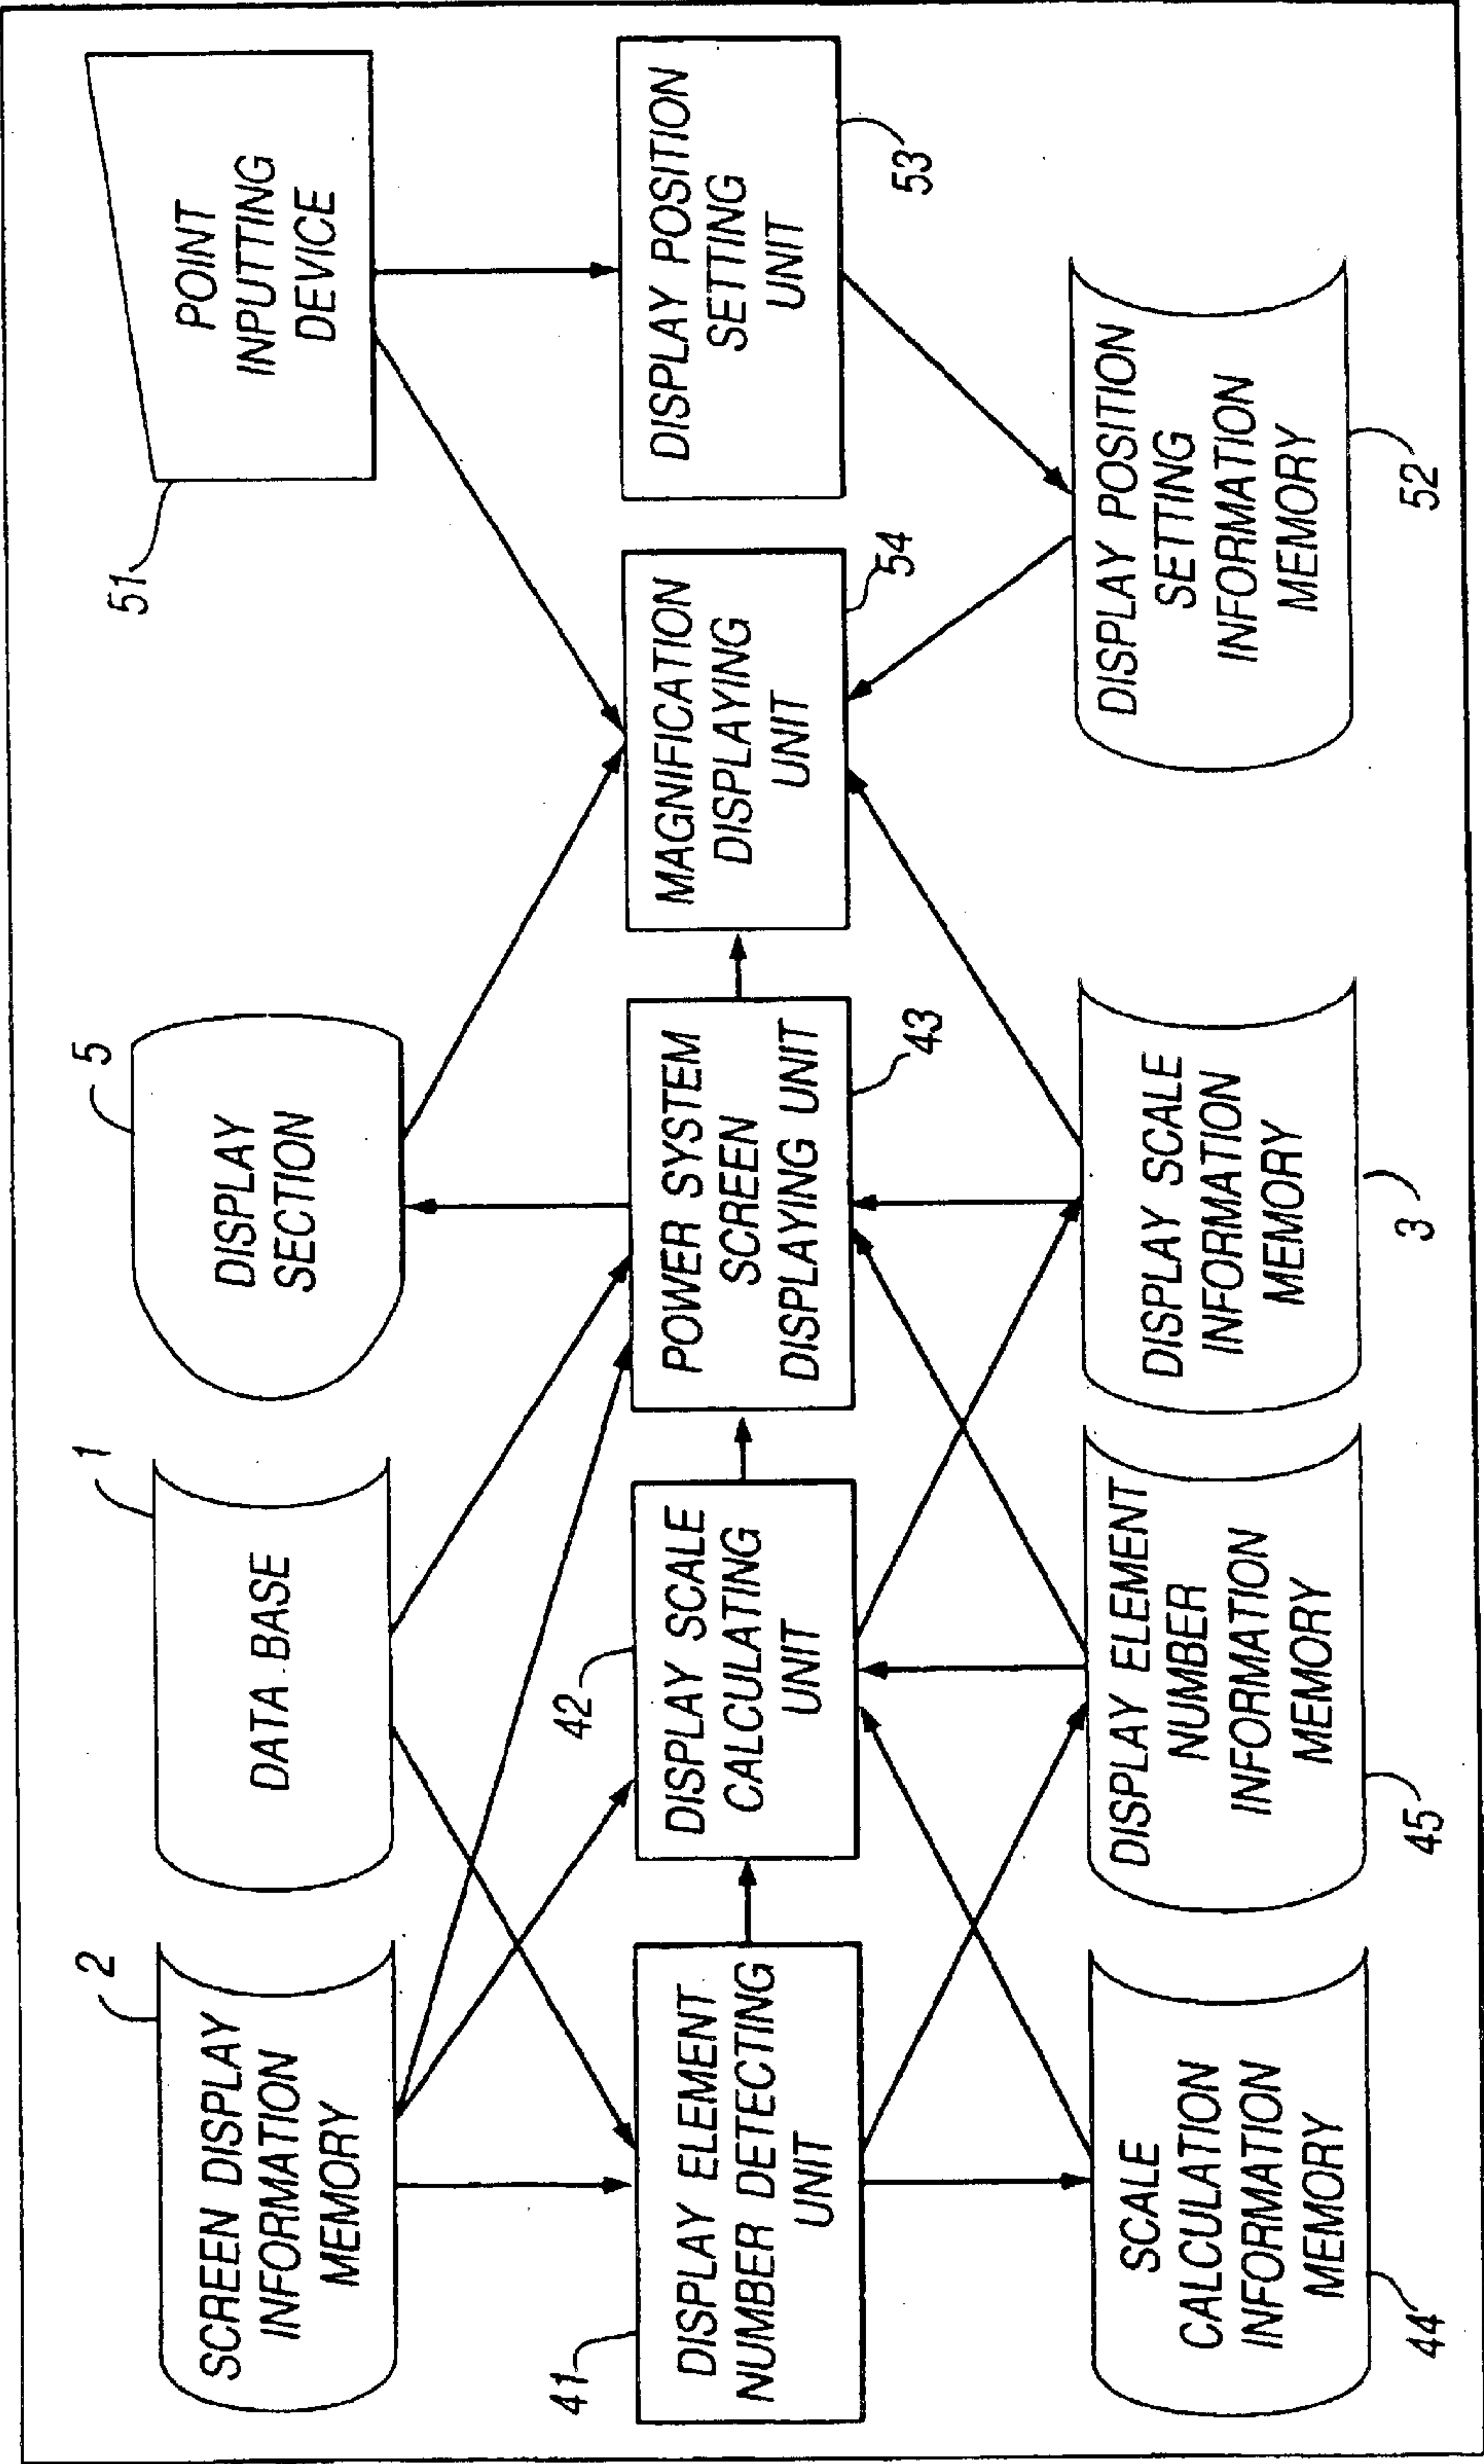 2
SCREEN DISPLAY
INFORMATION
MEMORY
1
DATA BASE
5
DISPLAY
SECTION
51
POINT
INPUTTING
DEVICE
41
DISPLAY ELEMENT
NUMBER DETECTING
UNIT
42
DISPLAY SCALE
CALCULATING
UNIT
POWER SYSTEM
SCREEN
DISPLAYING UNIT
43
MAGNIFICATION
DISPLAYING
UNIT
54
DISPLAY POSITION
SETTING
UNIT
53
SCALE
CALCULATION
INFORMATION
MEMORY
44
DISPLAY ELEMENT
NUMBER
INFORMATION
MEMORY
45
DISPLAY SCALE
INFORMATION
MEMORY
3
DISPLAY POSITION
SETTING
INFORMATION
MEMORY
52